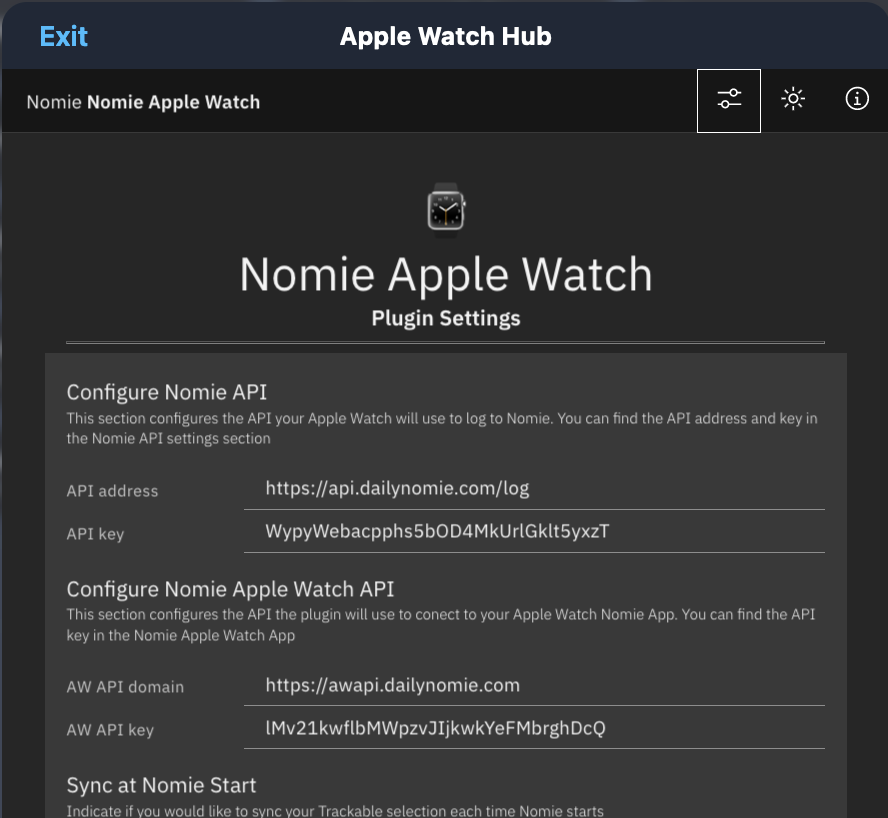 Exit
Apple Watch Hub
Nomie Nomie Apple Watch
Nomie Apple Watch
Plugin Settings
Configure Nomie API
This section configures the API your Apple Watch will use to log to Nomie. You can find the API address and key in
the Nomie API settings section
API address
https://api.dailynomie.com/log
API key
WypyWebacpphs5bOD4MkUrlGklt5yxzT
Configure Nomie Apple Watch API
This section configures the API the plugin will use to conect to your Apple Watch Nomie App. You can find the API
key in the Nomie Apple Watch App
AW API domain
https://awapi.dailynomie.com
AW API key
lMv21kwflbMWpzvJIjkwkYeFMbrghDcQ
Sync at Nomie Start
Indicate if you would like to sync your Trackable selection each time Nomie starts